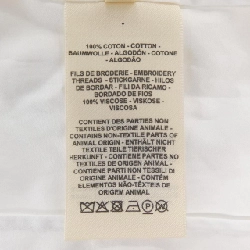 100% COTON - COTTON -
BAUMWOLLE - ALGODÓN - COTONE
- ALGODÃO
FILS DE BRODERIE - EMBROIDERY
THREADS - STICKGARNE - HILOS
DE BORDAR - FILI DA RICAMO -
BORDADO DE FIOS
100% VISCOSE - VISKOSE -
VISCOSA
CONTIENT DES PARTIES NON
TEXTILES D'ORIGINE ANIMALE -
CONTAINS NON-TEXTILE PARTS OF
ANIMAL ORIGIN - ENTHÄLT NICHT
TEXTILE TEILE TIERISCHER
HERKUNFT - CONTIENE PARTES
NO TEXTILES DE ORIGEN ANIMAL
- CONTIENE PARTI NON TESSILI DI
ORIGINE ANIMALE - CONTÉM
ELEMENTOS NÃO-TÊXTEIS DE
ORIGEM ANIMAL